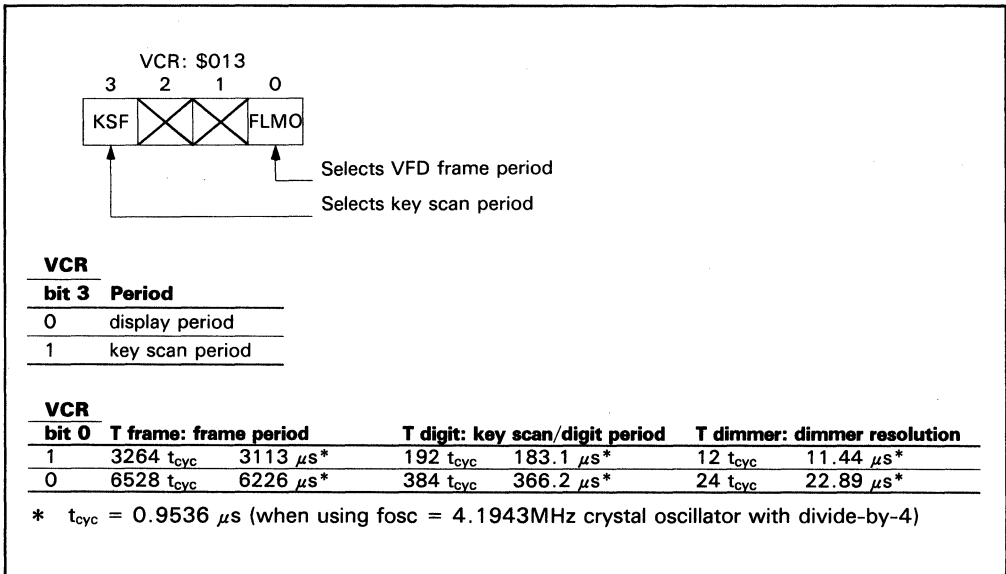 VCR: $013
3 2 1 0
KSF FLMO
Selects VFD frame period
Selects key scan period
VCR
bit 3 Period
0 display period
1 key scan period
VCR
bit 0 T frame: frame period T digit: key scan/digit period T dimmer: dimmer resolution
1 3264 tcyc 3113 μs* 192 tcyc 183.1 μs* 12 tcyc 11.44 μs*
0 6528 tcyc 6226 μs* 384 tcyc 366.2 μs* 24 tcyc 22.89 μs*
* tcyc = 0.9536 μs (when using fosc = 4.1943MHz crystal oscillator with divide-by-4)